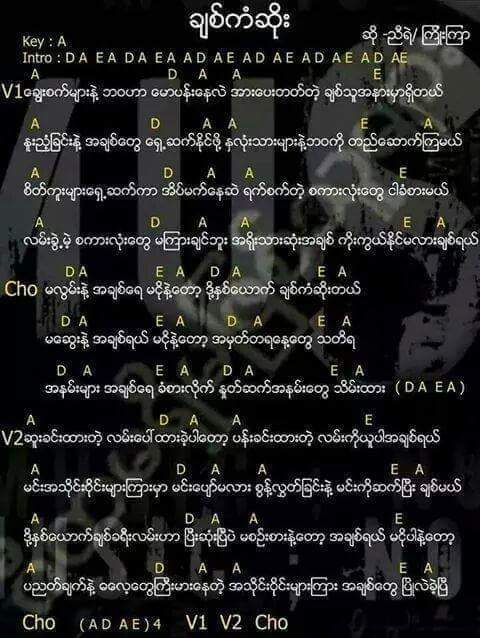 ချစ်ကံဆိုး
ဆို -ညီရဲ/ ကြိုးကြာ
Key : A
Intro : D A EA DA EA AD AE AD AE AD AE AD AE AD AE
A D A A E
V1 ချွေးစက်များနဲ့ ဘဝဟာ မောပန်းနေလဲ အားပေးတတ်တဲ့ ချစ်သူအနားမှာရှိတယ်
A D A A E A
နူးညံ့ခြင်းနဲ့ အချစ်တွေ ရှေ့ဆက်နိုင်ဖို့ နှလုံးသားများနဲ့ဘဝကို တည်ဆောက်ကြမယ်
A D A A E
စိတ်ကူးများရှေ့ဆက်ကာ အိပ်မက်နေဆဲ ရက်စက်တဲ့ စကားလုံးတွေ ငါခံစားမယ်
A D A A E A
လမ်းခွဲ့မဲ့ စကားလုံးတွေ မကြားချင်ဘူး အရိုးသားဆုံးအချစ် ကိုးကွယ်နိုင်မလားချစ်ရယ်
D A E A D A E A
Cho မလွမ်းနဲ့ အချစ်ရေ မငိုနဲ့တော့ ဒို့နှစ်ယောက် ချစ်ကံဆိုးတယ်
D A E A D A E A
မဆွေးနဲ့ အချစ်ရယ် မငိုနဲ့တော့ အမှတ်တရနေ့တွေ သတိရ
D A E A D A E A
အနမ်းများ အချစ်ရေ ခံစားလိုက် နှုတ်ဆက်အနမ်းတွေ သိမ်းထား (DA EA)
A D A A E
V2 ဆူးခင်းထားတဲ့ လမ်းပေါ်ထားခဲ့ပါတော့ ပန်းခင်းထားတဲ့ လမ်းကိုယူပါအချစ်ရယ်
A D A A E A
မင်းအသိုင်းဝိုင်းများကြားမှာ မင်းပျော်မလား စွန့်လွှတ်ခြင်းနဲ့ မင်းကိုဆက်ပြီး ချစ်မယ်
A D A A E
ဒို့နှစ်ယောက်ချစ်ခရီးလမ်းဟာ ပြီးဆုံးပြီပဲ မစဉ်းစားနဲ့တော့ အချစ်ရယ် မငိုပါနဲ့တော့
A D A A E A
ပညတ်ချက်နဲ့ ဓလေ့တွေကြီးမားနေတဲ့ အသိုင်းဝိုင်းများကြား အချစ်တွေ ပြိုလဲခဲ့ပြီ
Cho (AD AE)4 V1 V2 Cho